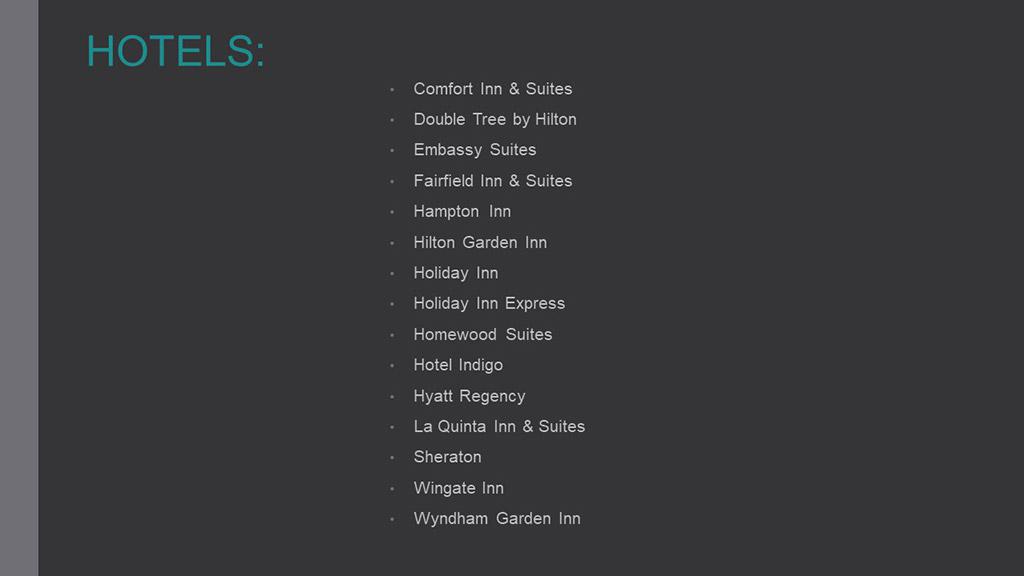 HOTELS:
• Comfort Inn & Suites
• Double Tree by Hilton
• Embassy Suites
• Fairfield Inn & Suites
• Hampton Inn
• Hilton Garden Inn
• Holiday Inn
• Holiday Inn Express
• Homewood Suites
• Hotel Indigo
• Hyatt Regency
• La Quinta Inn & Suites
• Sheraton
• Wingate Inn
• Wyndham Garden Inn